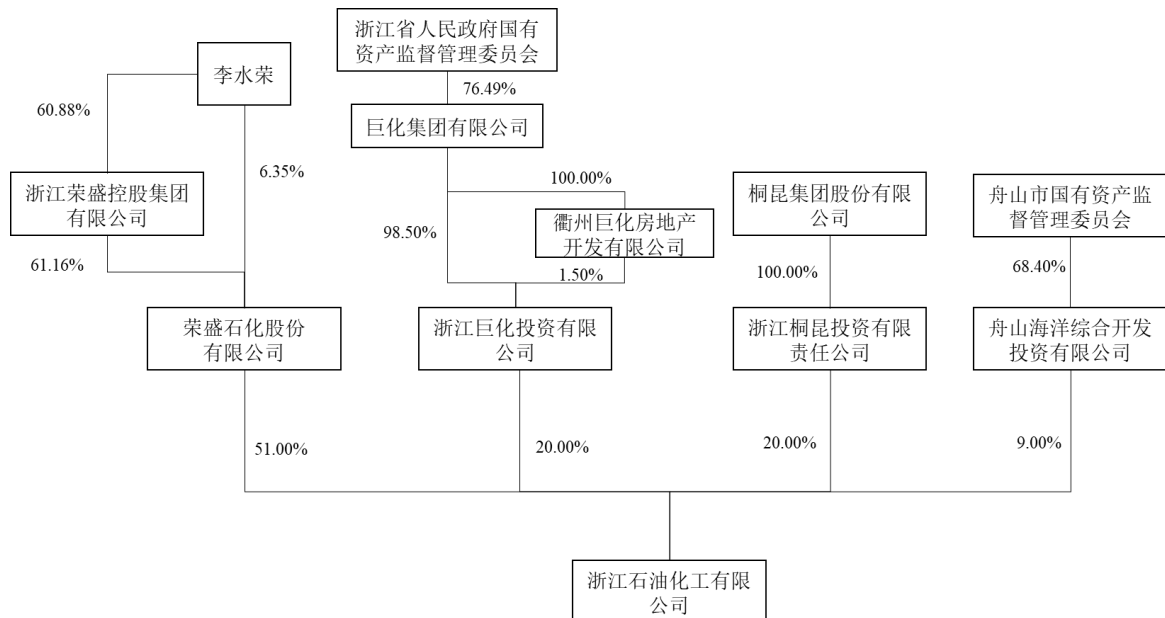 浙江省人民政府国有
资产监督管理委员会
李水荣
76.49%
60.88%
巨化集团有限公司
6.35%
100.00%
浙江荣盛控股集团
有限公司
桐昆集团股份有限
公司
舟山市国有资产监
督管理委员会
衢州巨化房地产
开发有限公司
98.50%
61.16%
1.50%
100.00%
68.40%
荣盛石化股份
有限公司
浙江巨化投资有限
公司
浙江桐昆投资有限
责任公司
舟山海洋综合开发
投资有限公司
51.00%
20.00%
20.00%
9.00%
浙江石油化工有限
公司